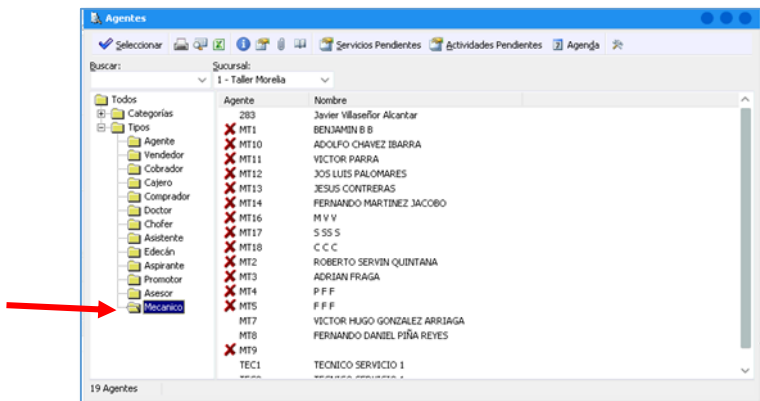 Agentes
Seleccionar Servicios Pendientes Actividades Pendientes Agenda
Buscar: Sucursal:
1 - Taller Morelia
Todos
Categorías
Tipos
Agente
Vendedor
Cobrador
Cajero
Comprador
Doctor
Chofer
Asistente
Edecán
Aspirante
Promotor
Asesor
Mecanico
Agente Nombre
283 Javier Villaseñor Alcantar
MT1 BENJAMIN B B
MT10 ADOLFO CHAVEZ IBARRA
MT11 VICTOR PARRA
MT12 JOS LUIS PALOMARES
MT13 JESUS CONTRERAS
MT14 FERNANDO MARTINEZ JACOBO
MT16 M V V
MT17 S SS S
MT18 C C C
MT2 ROBERTO SERVIN QUINTANA
MT3 ADRIAN FRAGA
MT4 P F F
MT5 F F F
MT7 VICTOR HUGO GONZALEZ ARRIAGA
MT8 FERNANDO DANIEL PIÑA REYES
MT9
TEC1 TECNICO SERVICIO 1
19 Agentes